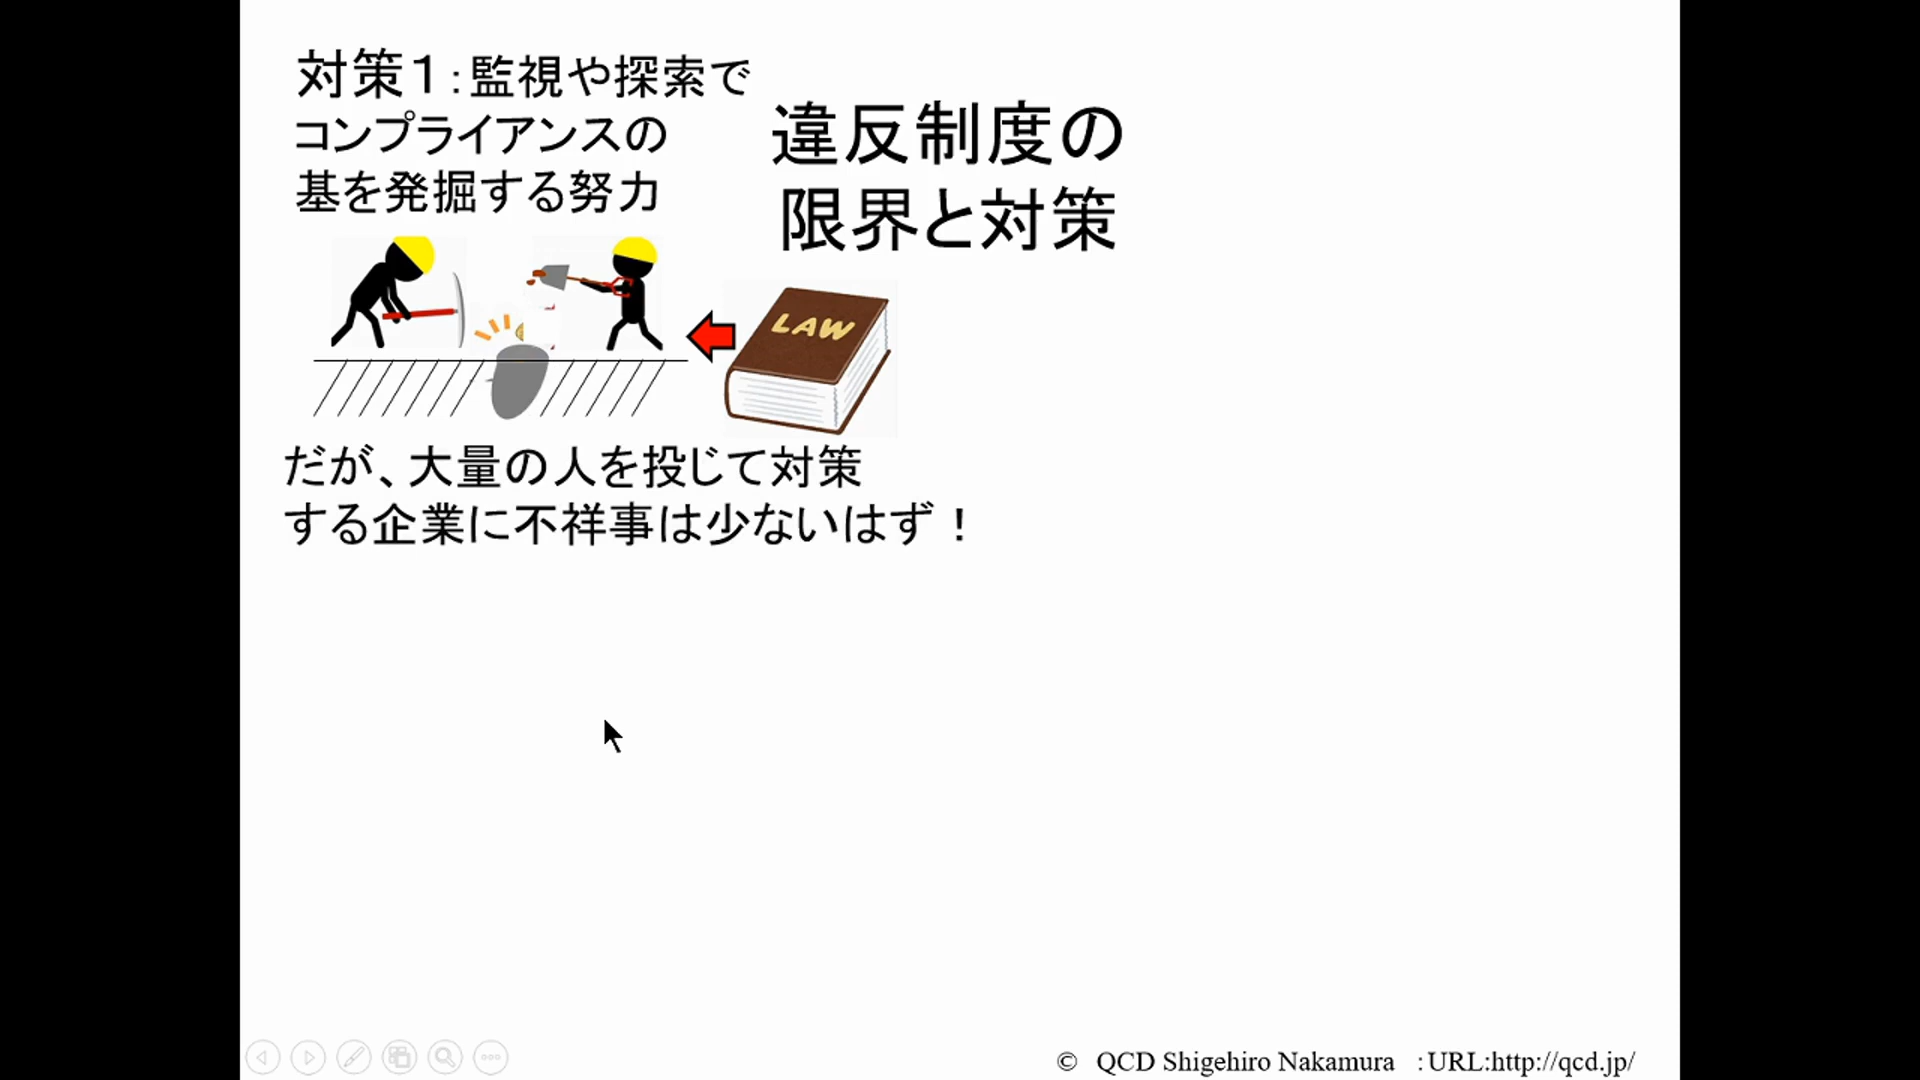 対策１:監視や探索で
コンプライアンスの
基を発掘する努力
違反制度の
限界と対策
LAW
だが、大量の人を投じて対策
する企業に不祥事は少ないはず！
© QCD Shigehiro Nakamura :URL:http://qcd.jp/